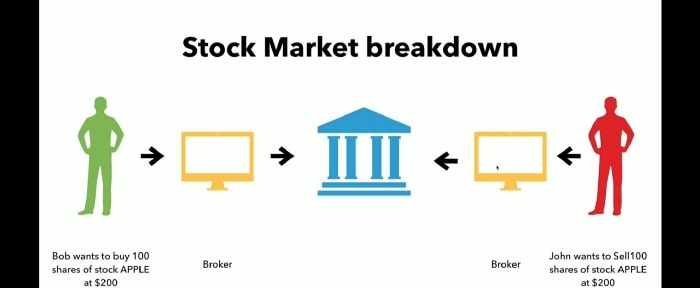 Stock Market breakdown
Bob wants to buy 100
shares of stock APPLE
at $200
Broker
Broker
John wants to Sell100
shares of stock APPLE
at $200